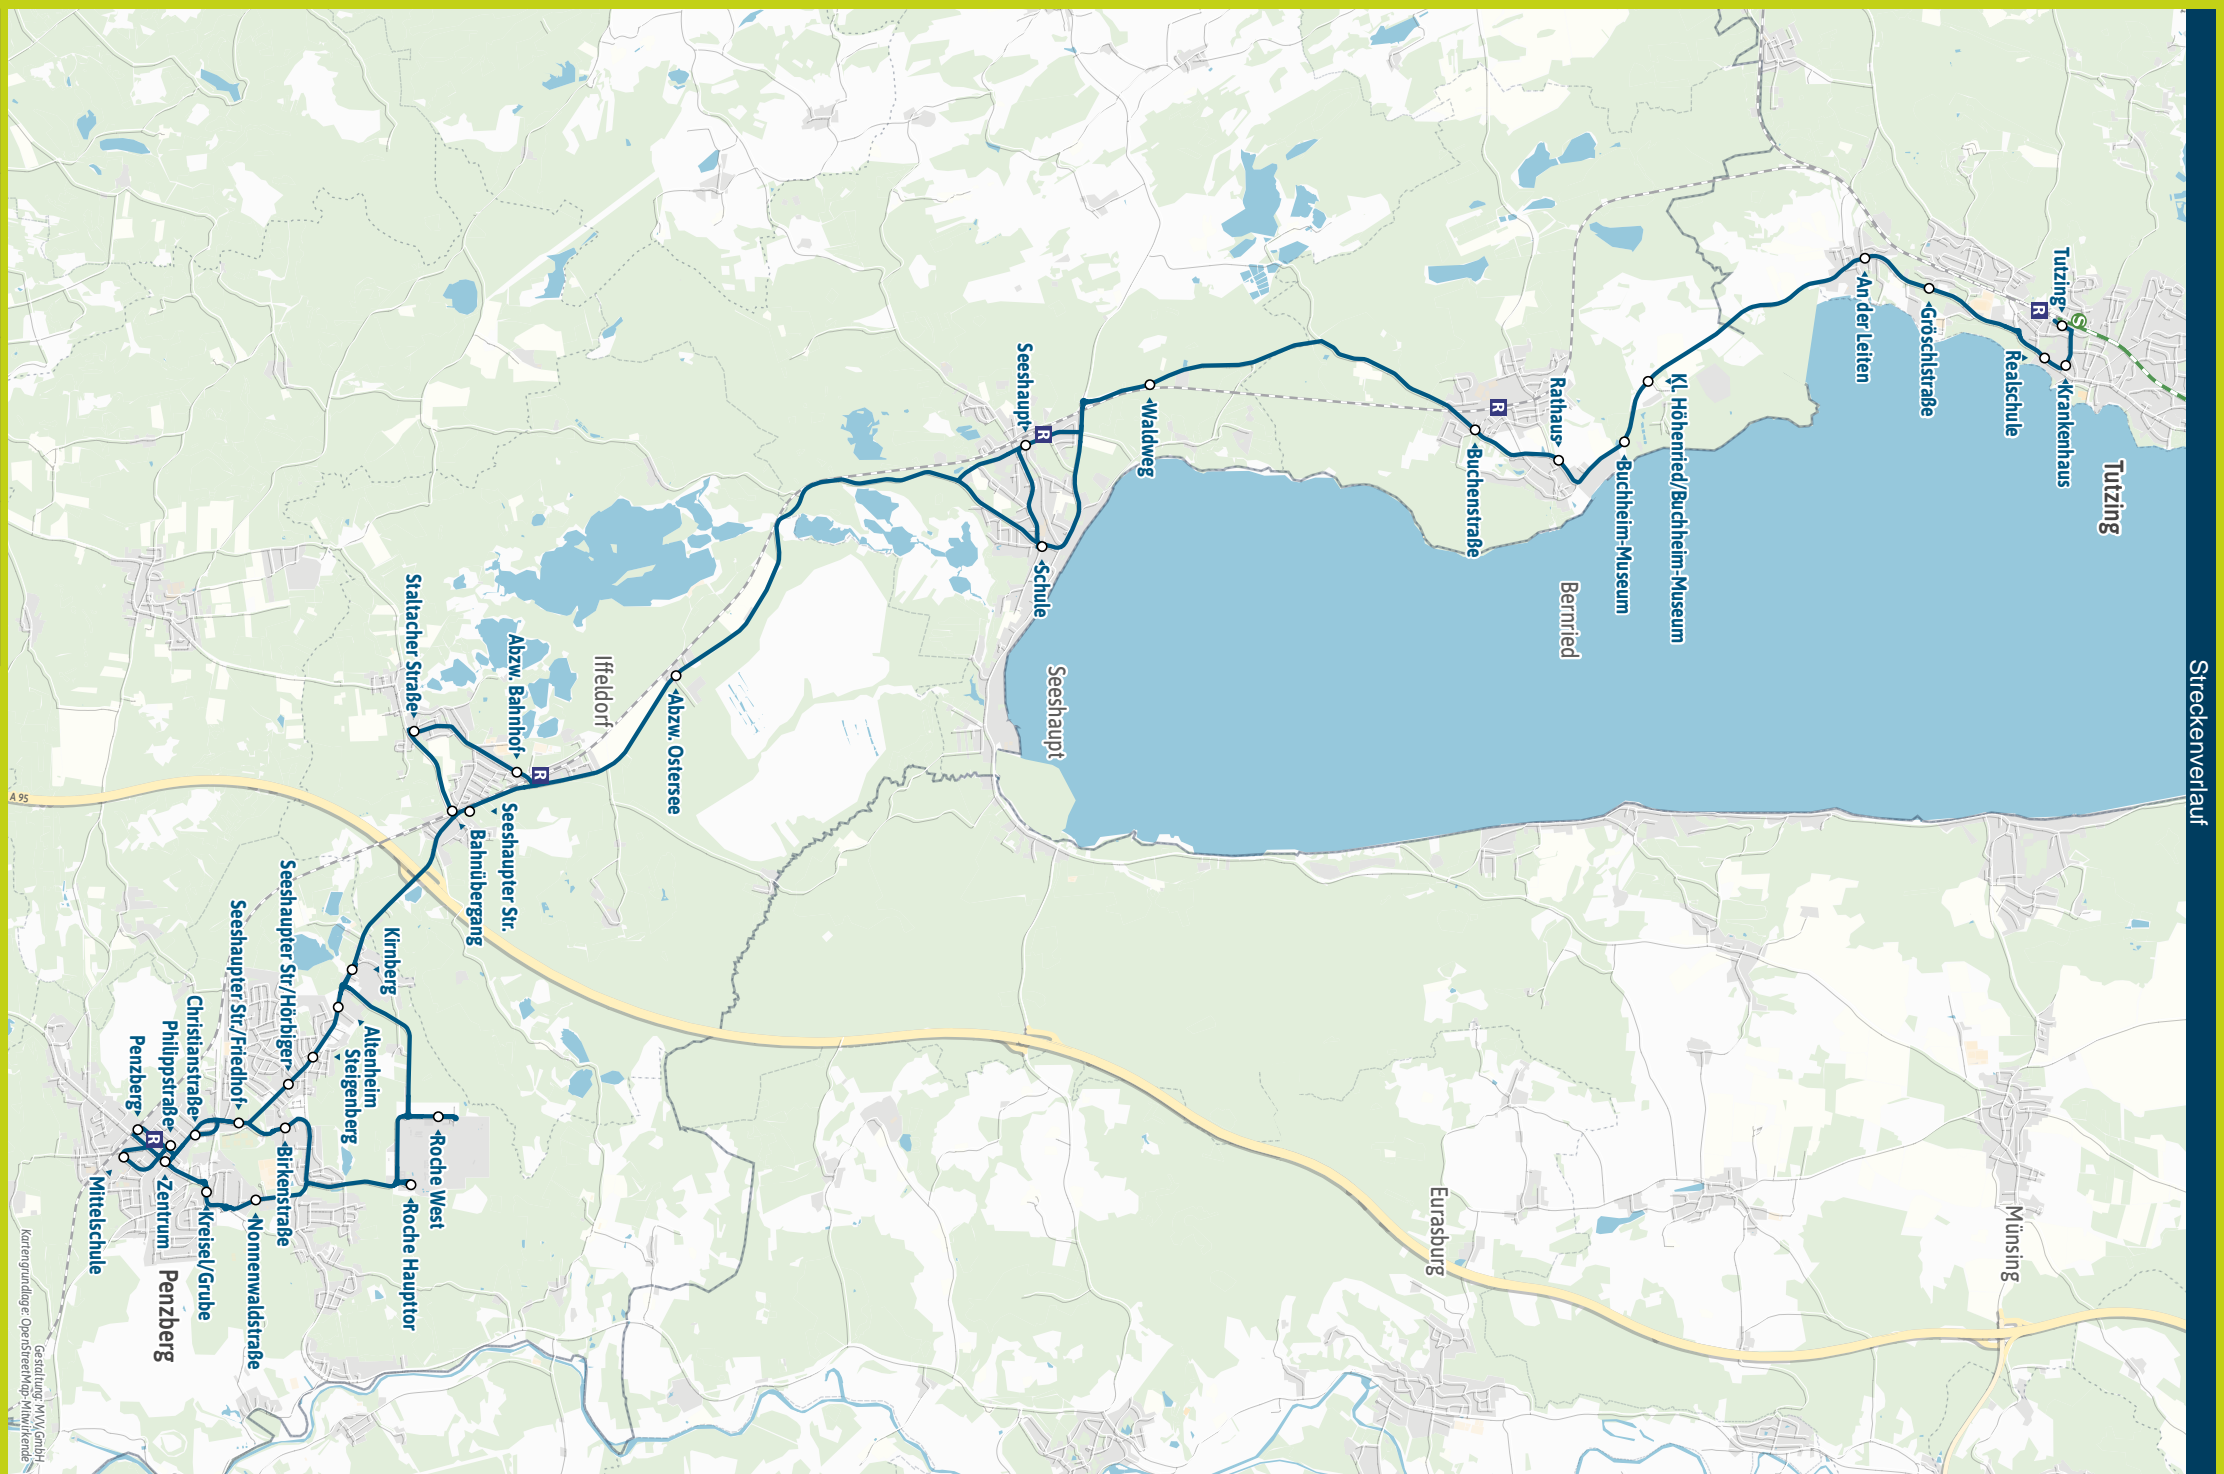 Streckenverlauf
Tutzing
R
S
Krankenhaus
Realschule
Tutzing
Gröschlstraße
An der Leiten
Kl. Höhenried/Buchheim-Museum
Buchheim-Museum
Rathaus
Bernried
R
Buchenstraße
Waldweg
Seeshaupt
R
Schule
Seeshaupt
Abzw. Ostersee
Iffeldorf
Abzw. Bahnhof
R
Staltacher Straße
Seeshaupter Str.
Bahnübergang
A 95
Kirnberg
Altenheim
Steigenberg
Seeshaupter Str/Hörbiger
Seeshaupter Str./Friedhof
Christianstraße
Philippstraße
Penzberg
R
Roche West
Roche Haupttor
Birkenstraße
Nonnenwaldstraße
Kreisel/Grube
Zentrum
Mittelschule
Penzberg
Münsing
Eurasburg
Gestaltung: MVV GmbH
Kartengrundlage: OpenStreetMap-Mitwirkende